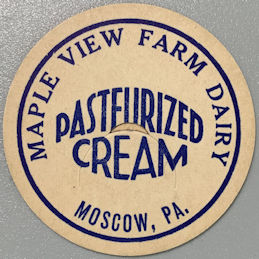 MAPLE VIEW FARM DAIRY
PASTEURIZED
CREAM
MOSCOW, PA.